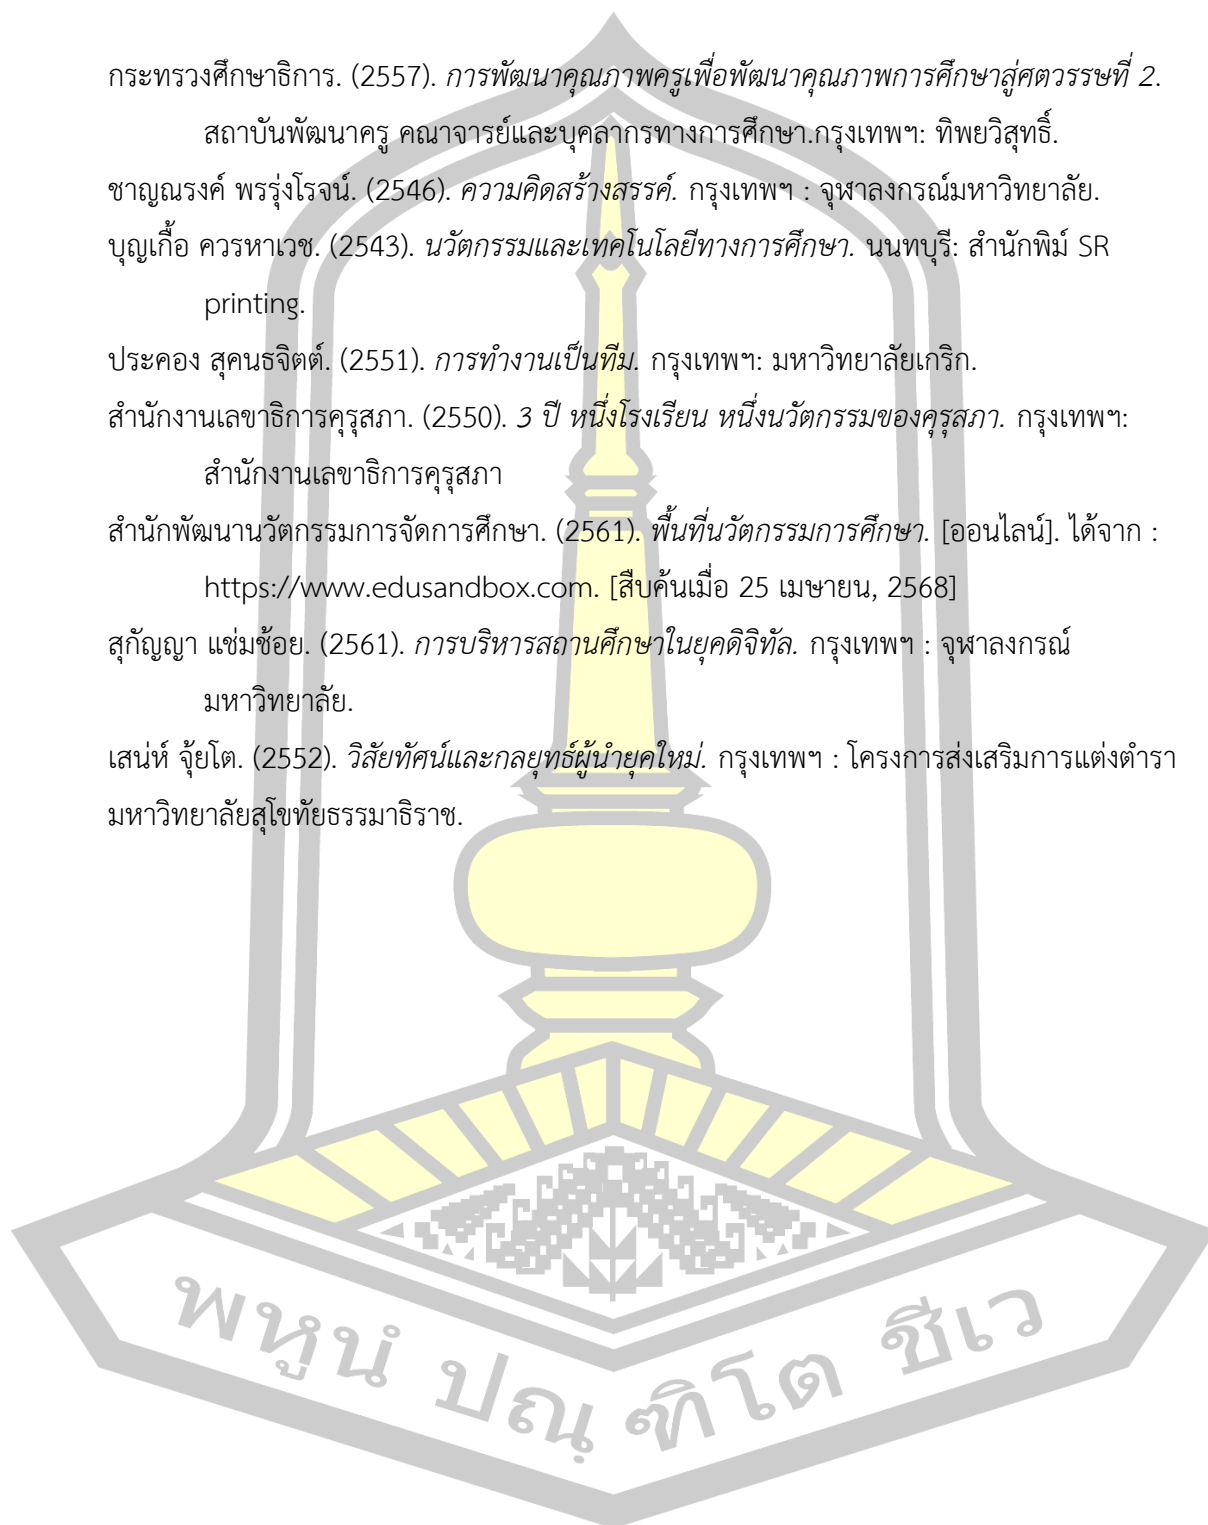 กระทรวงศึกษาธิการ. (2557). การพัฒนาคุณภาพครูเพื่อพัฒนาคุณภาพการศึกษาสู่ศตวรรษที่ 2.
สถาบันพัฒนาครู คณาจารย์และบุคลากรทางการศึกษา.กรุงเทพฯ: ทิพยวิสุทธิ์.
ชาญณรงค์ พรรุ่งโรจน์. (2546). ความคิดสร้างสรรค์. กรุงเทพฯ : จุฬาลงกรณ์มหาวิทยาลัย.
บุญเกื้อ ควรหาเวช. (2543). นวัตกรรมและเทคโนโลยีทางการศึกษา. นนทบุรี: สำนักพิม์ SR
printing.
ประคอง สุคนธจิตต์. (2551). การทำงานเป็นทีม. กรุงเทพฯ: มหาวิทยาลัยเกริก.
สำนักงานเลขาธิการคุรุสภา. (2550). 3 ปี หนึ่งโรงเรียน หนึ่งนวัตกรรมของคุรุสภา. กรุงเทพฯ:
สำนักงานเลขาธิการคุรุสภา
สำนักพัฒนานวัตกรรมการจัดการศึกษา. (2561). พื้นที่นวัตกรรมการศึกษา. [ออนไลน์]. ได้จาก :
https://www.edusandbox.com. [สืบค้นเมื่อ 25 เมษายน, 2568]
สุกัญญา แช่มช้อย. (2561). การบริหารสถานศึกษาในยุคดิจิทัล. กรุงเทพฯ : จุฬาลงกรณ์
มหาวิทยาลัย.
เสน่ห์ จุ้ยโต. (2552). วิสัยทัศน์และกลยุทธ์ผู้นำยุคใหม่. กรุงเทพฯ : โครงการส่งเสริมการแต่งตำรา
มหาวิทยาลัยสุโขทัยธรรมาธิราช.
พหูนํ ปณฺฑิโต ชีเว